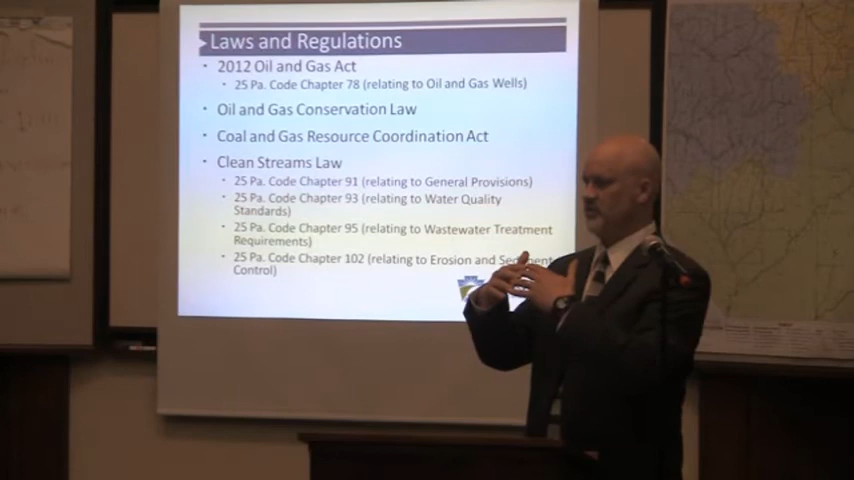 Laws and Regulations
2012 Oil and Gas Act
25 Pa. Code Chapter 78 (relating to Oil and Gas Wells)
Oil and Gas Conservation Law
Coal and Gas Resource Coordination Act
Clean Streams Law
25 Pa. Code Chapter 91 (relating to General Provisions)
25 Pa. Code Chapter 93 (relating to Water Quality
Standards)
25 Pa. Code Chapter 95 (relating to Wastewater Treatment
Requirements)
25 Pa. Code Chapter 102 (relating to Erosion and Sediment
Control)